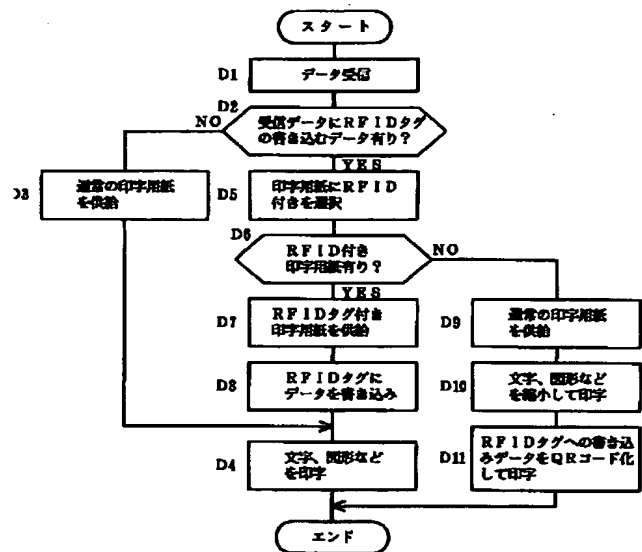 スタート
D1
データ受信
D2
受信データにRFIDタグ
の書き込むデータ有り？
NO
YES
D3
通常の印字用紙
を供給
D5
印字用紙にRFID
付きを選択
D6
RFID付き
印字用紙有り？
NO
YES
D7
RFIDタグ付き
印字用紙を供給
D9
通常の印字用紙
を供給
D8
RFIDタグに
データを書き込み
D10
文字、図形など
を縮小して印字
D4
文字、図形など
を印字
D11
RFIDタグへの書き込
みデータをQRコード化
して印字
エンド